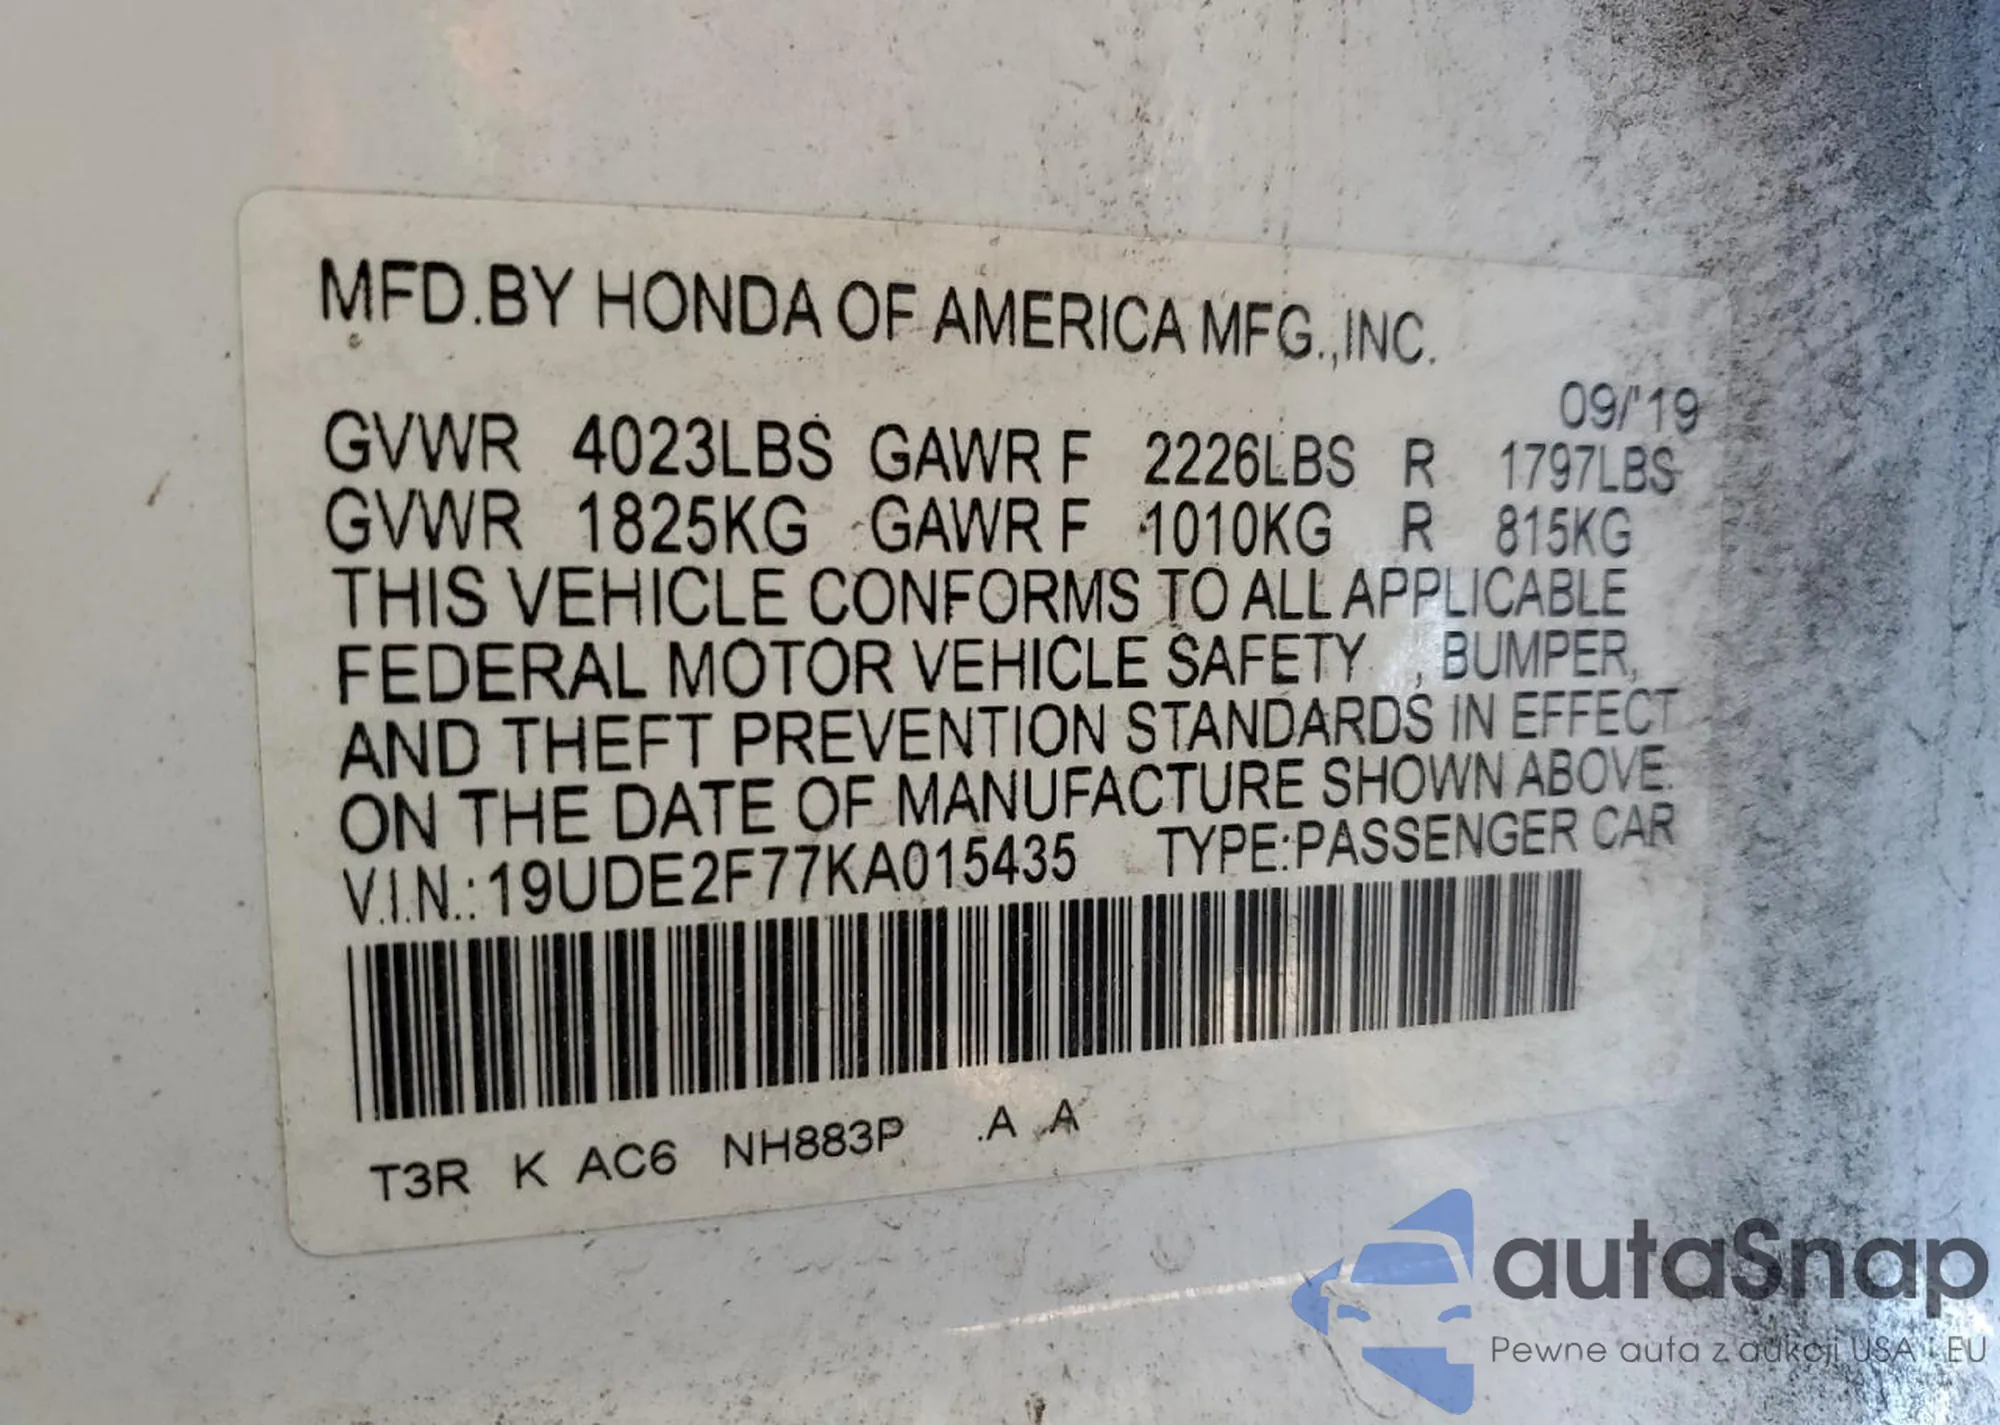 MFD.BY HONDA OF AMERICA MFG.,INC.
09/'19
GVWR 4023LBS GAWR F 2226LBS R 1797LBS
GVWR 1825KG GAWR F 1010KG R 815KG
THIS VEHICLE CONFORMS TO ALL APPLICABLE
FEDERAL MOTOR VEHICLE SAFETY , BUMPER,
AND THEFT PREVENTION STANDARDS IN EFFECT
ON THE DATE OF MANUFACTURE SHOWN ABOVE.
V.I.N.:19UDE2F77KA015435 TYPE:PASSENGER CAR
T3R K AC6 NH883P .A A
autaSnap
Pewne auta z aukcji USA i EU